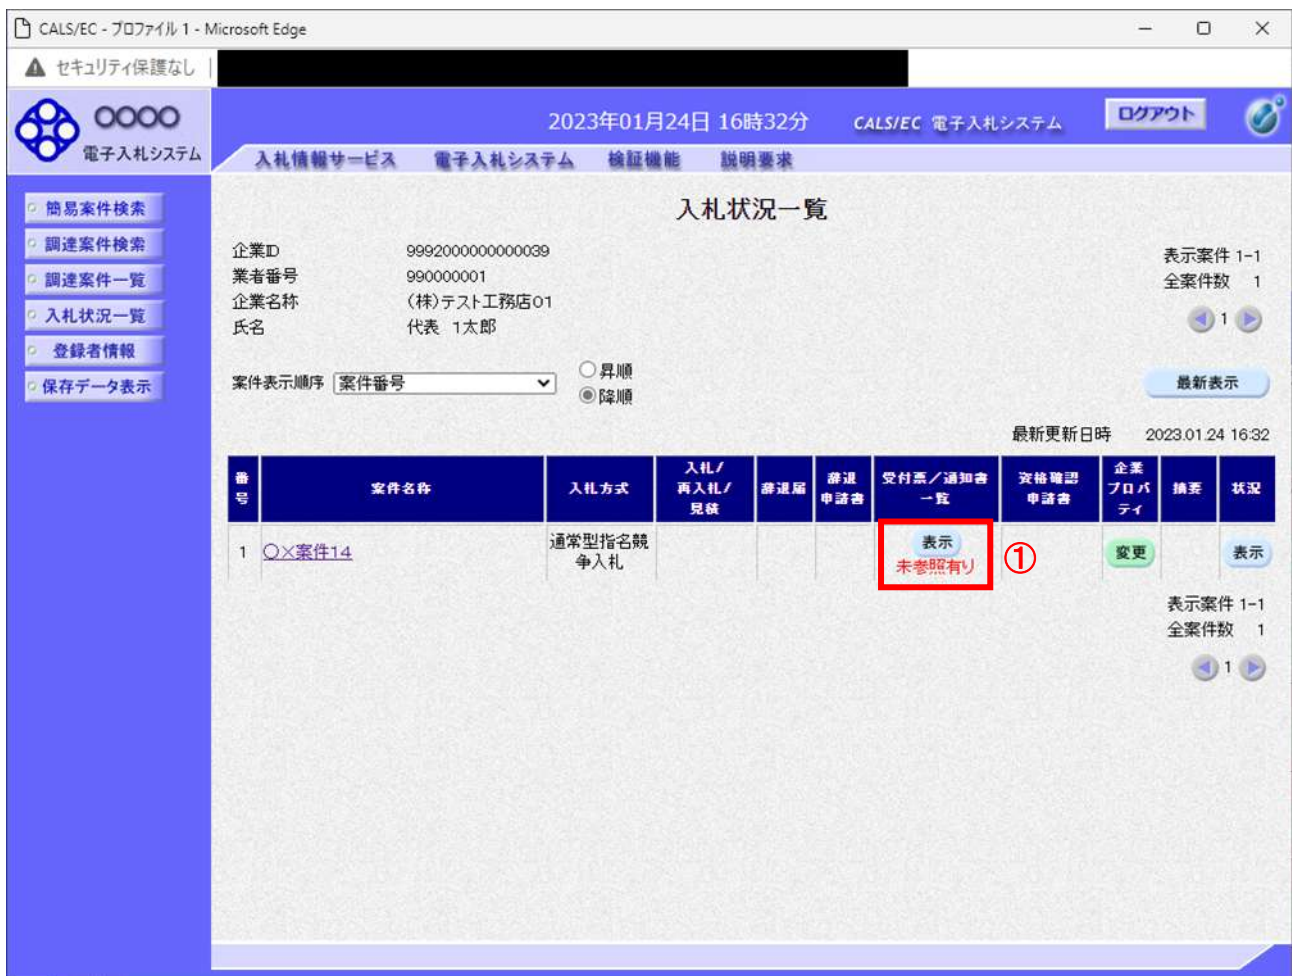 CALS/EC - プロファイル 1 - Microsoft Edge
セキュリティ保護なし
OOOO
電子入札システム
2023年01月24日 16時32分
CALS/EC 電子入札システム
ログアウト
入札情報サービス 電子入札システム 検証機能 説明要求
簡易案件検索
調達案件検索
調達案件一覧
入札状況一覧
登録者情報
保存データ表示
入札状況一覧
企業ID 9992000000000039
業者番号 990000001
企業名称 (株)テスト工務店01
氏名 代表 1太郎
表示案件 1-1
全案件数 1
1
案件表示順序 案件番号
昇順
降順
最新表示
最新更新日時 2023.01.24 16:32
番号 案件名称 入札方式 入札/再入札/見積 辞退届 辞退申請書 受付票/通知書一覧 資格確認申請書 企業プロパティ 摘要 状況
1 〇×案件14 通常型指名競争入札 表示 変更 表示
未参照有り
①
表示案件 1-1
全案件数 1
1